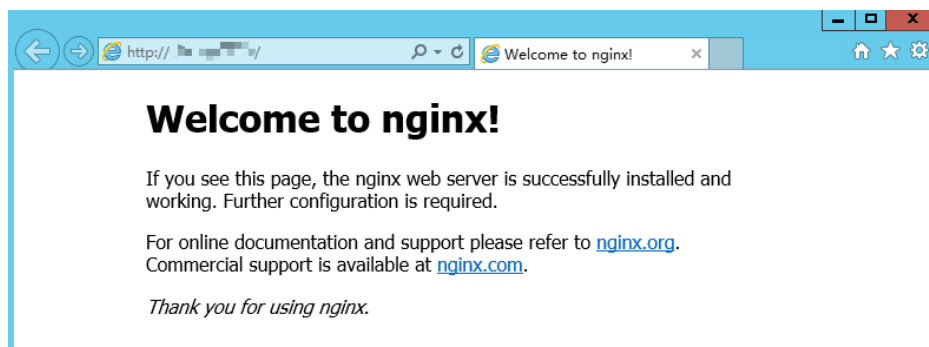 http://
Welcome to nginx!
Welcome to nginx!
If you see this page, the nginx web server is successfully installed and
working. Further configuration is required.
For online documentation and support please refer to nginx.org.
Commercial support is available at nginx.com.
Thank you for using nginx.